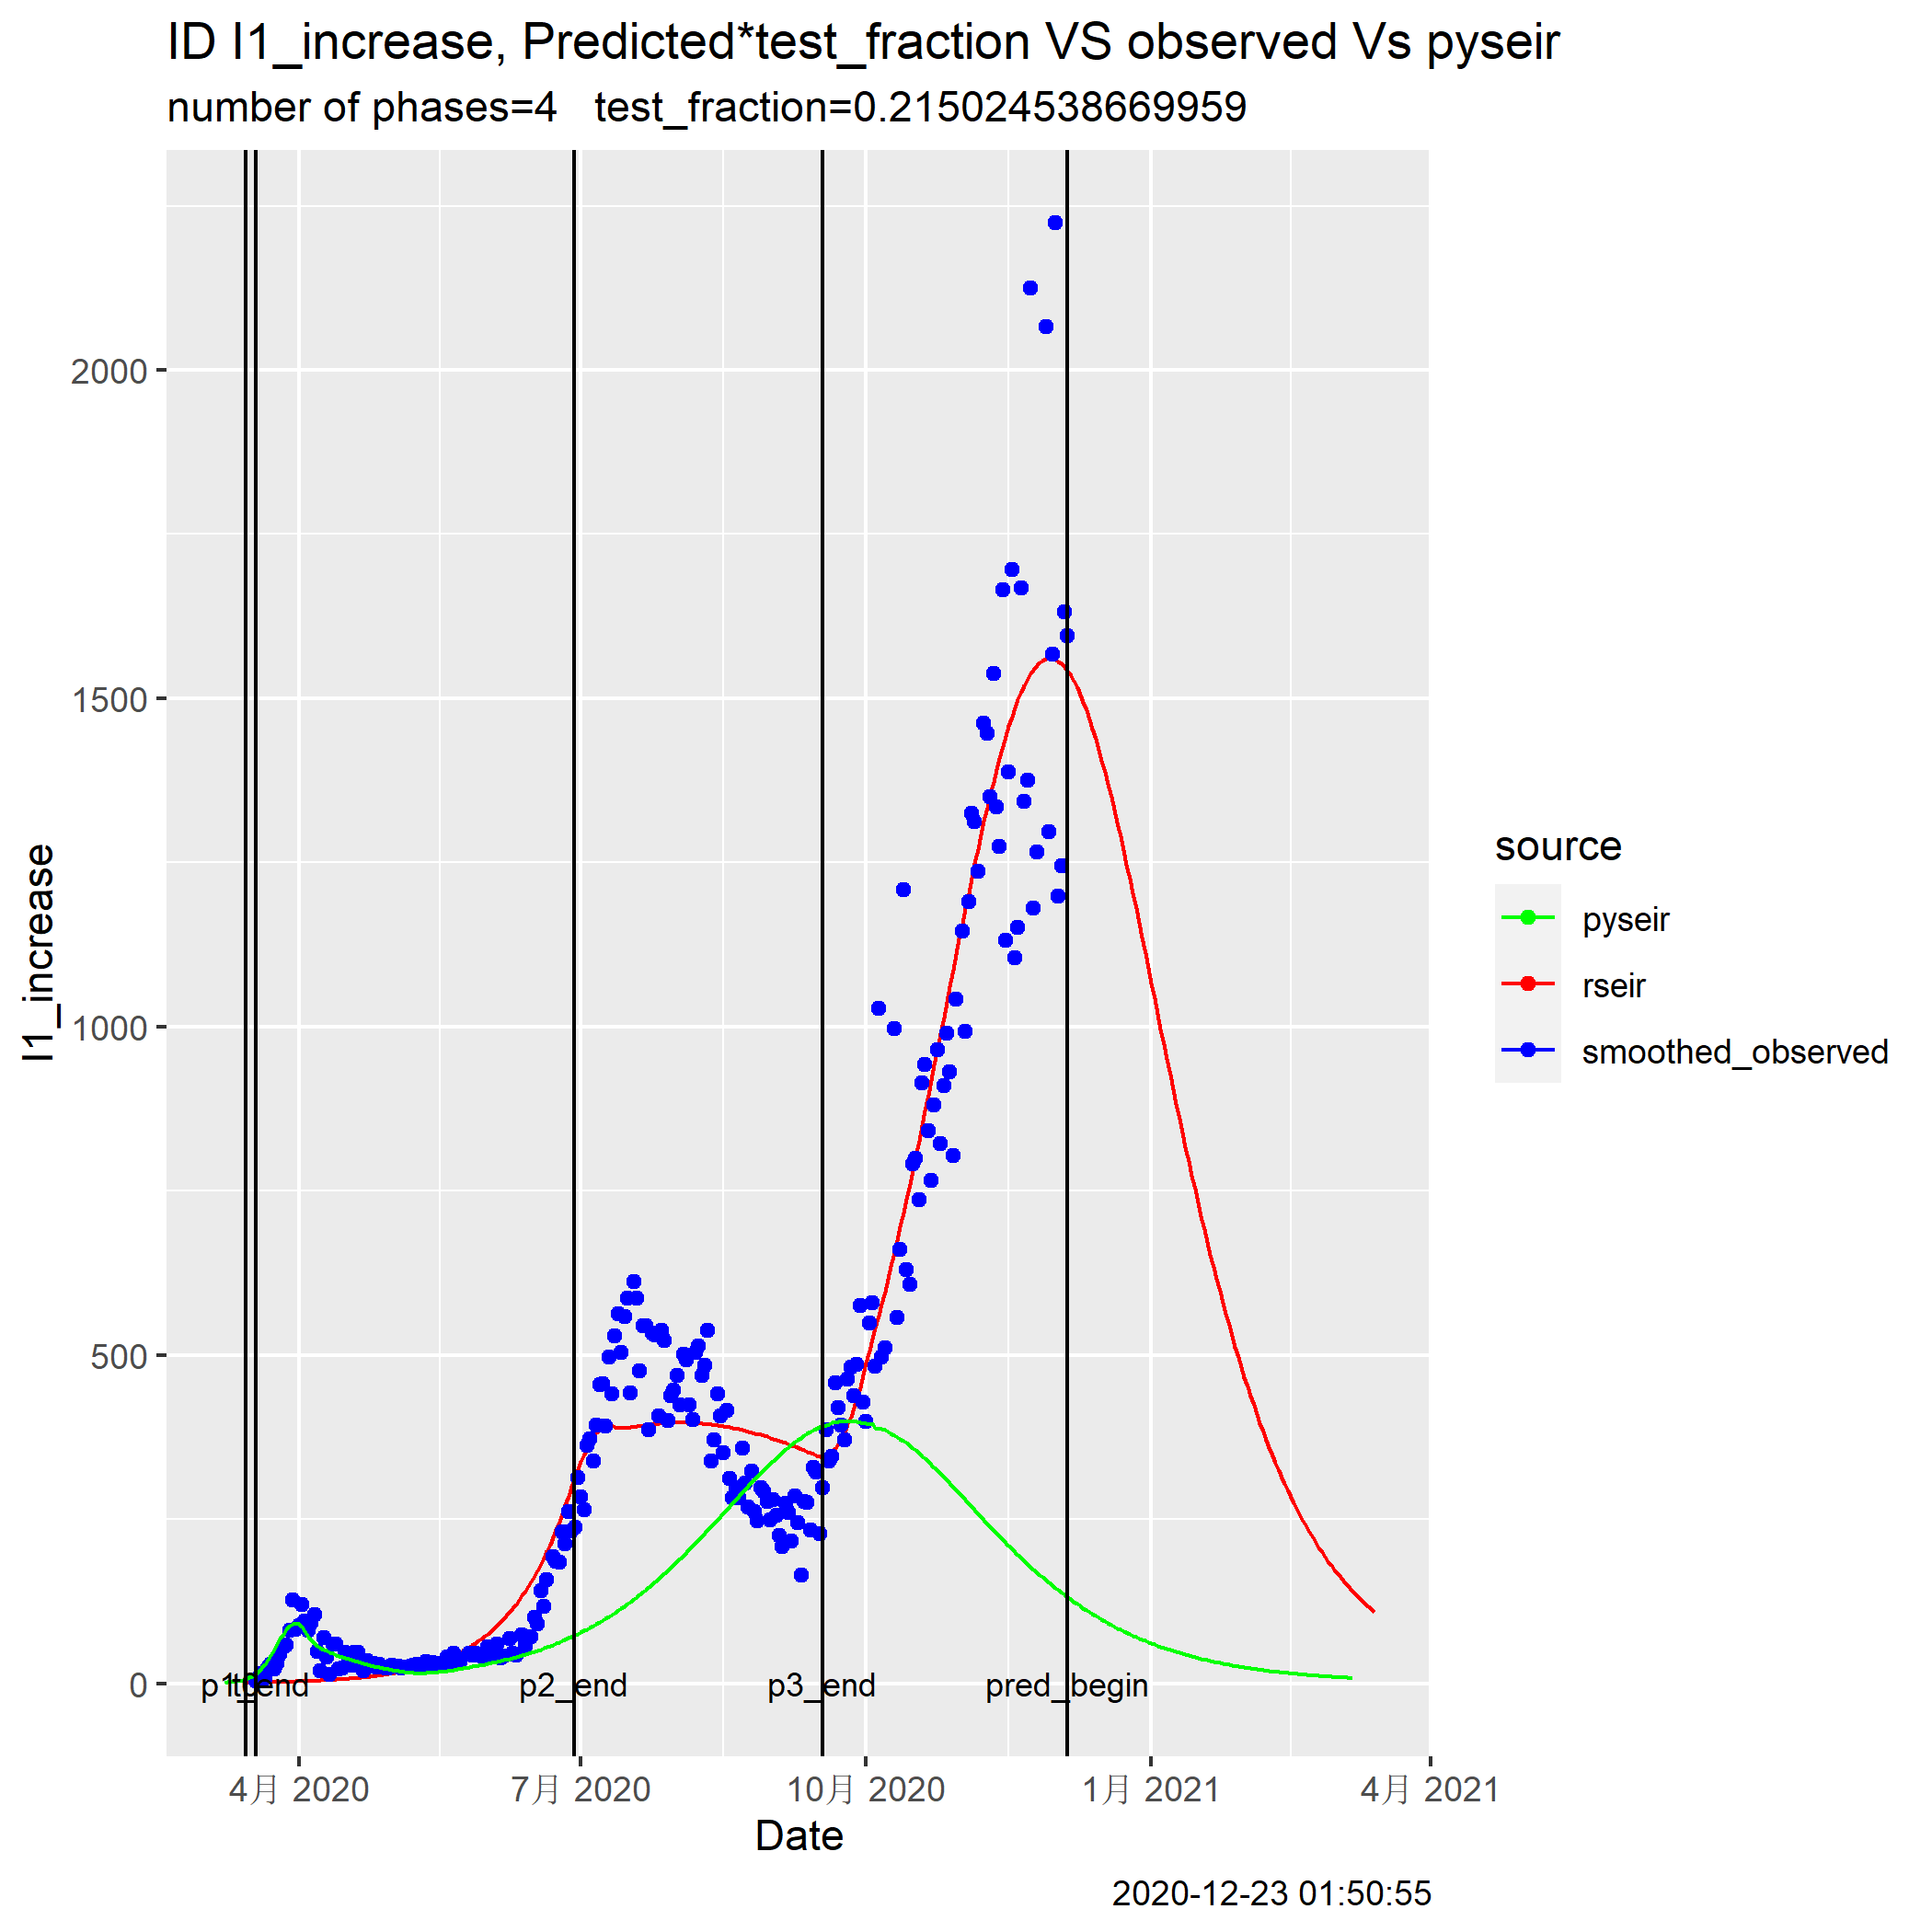 ID I1_increase, Predicted*test_fraction VS observed Vs pyseir
number of phases=4   test_fraction=0.215024538669959
I1_increase
2000
1500
1000
500
0
p2_end
p3_end
pred_begin
4月 2020
7月 2020
10月 2020
1月 2021
4月 2021
Date
source
pyseir
rseir
smoothed_observed
2020-12-23 01:50:55